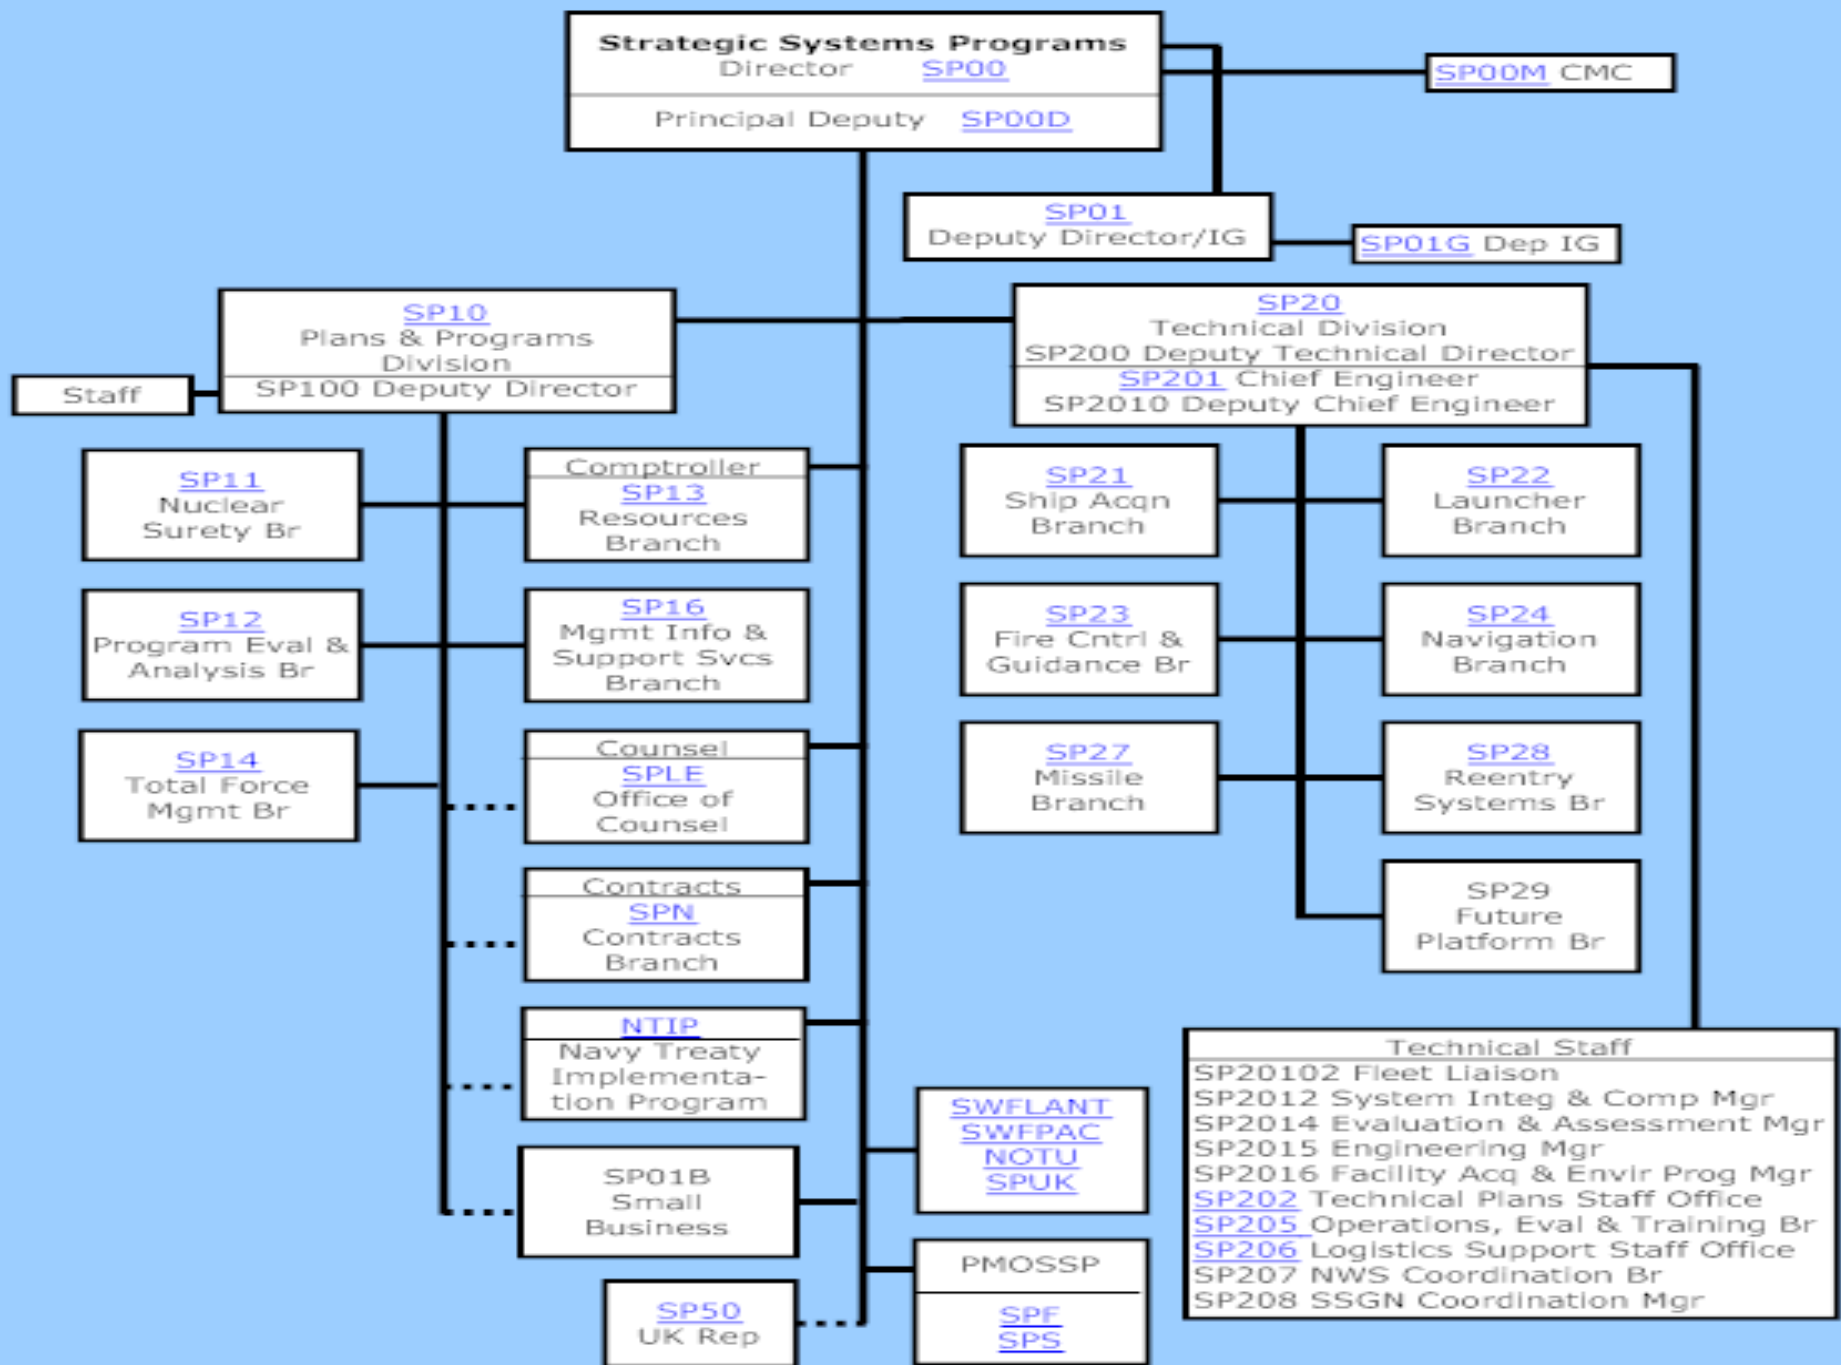 Strategic Systems Programs
Director SP00
Principal Deputy SP00D
SP00M CMC
SP01
Deputy Director/IG
SP01G Dep IG
SP10
Plans & Programs
Division
SP100 Deputy Director
Staff
SP20
Technical Division
SP200 Deputy Technical Director
SP201 Chief Engineer
SP2010 Deputy Chief Engineer
SP11
Nuclear
Surety Br
Comptroller
SP13
Resources
Branch
SP12
Program Eval &
Analysis Br
SP16
Mgmt Info &
Support Svcs
Branch
SP14
Total Force
Mgmt Br
Counsel
SPLE
Office of
Counsel
Contracts
SPN
Contracts
Branch
NTIP
Navy Treaty
Implementa-
tion Program
SP01B
Small
Business
SP50
UK Rep
SP21
Ship Acqn
Branch
SP22
Launcher
Branch
SP23
Fire Cntrl &
Guidance Br
SP24
Navigation
Branch
SP27
Missile
Branch
SP28
Reentry
Systems Br
SP29
Future
Platform Br
SWFLANT
SWFPAC
NOTU
SPUK
PMOSSP
SPF
SPS
Technical Staff
SP20102 Fleet Liaison
SP2012 System Integ & Comp Mgr
SP2014 Evaluation & Assessment Mgr
SP2015 Engineering Mgr
SP2016 Facility Acq & Envir Prog Mgr
SP202 Technical Plans Staff Office
SP205 Operations, Eval & Training Br
SP206 Logistics Support Staff Office
SP207 NWS Coordination Br
SP208 SSGN Coordination Mgr